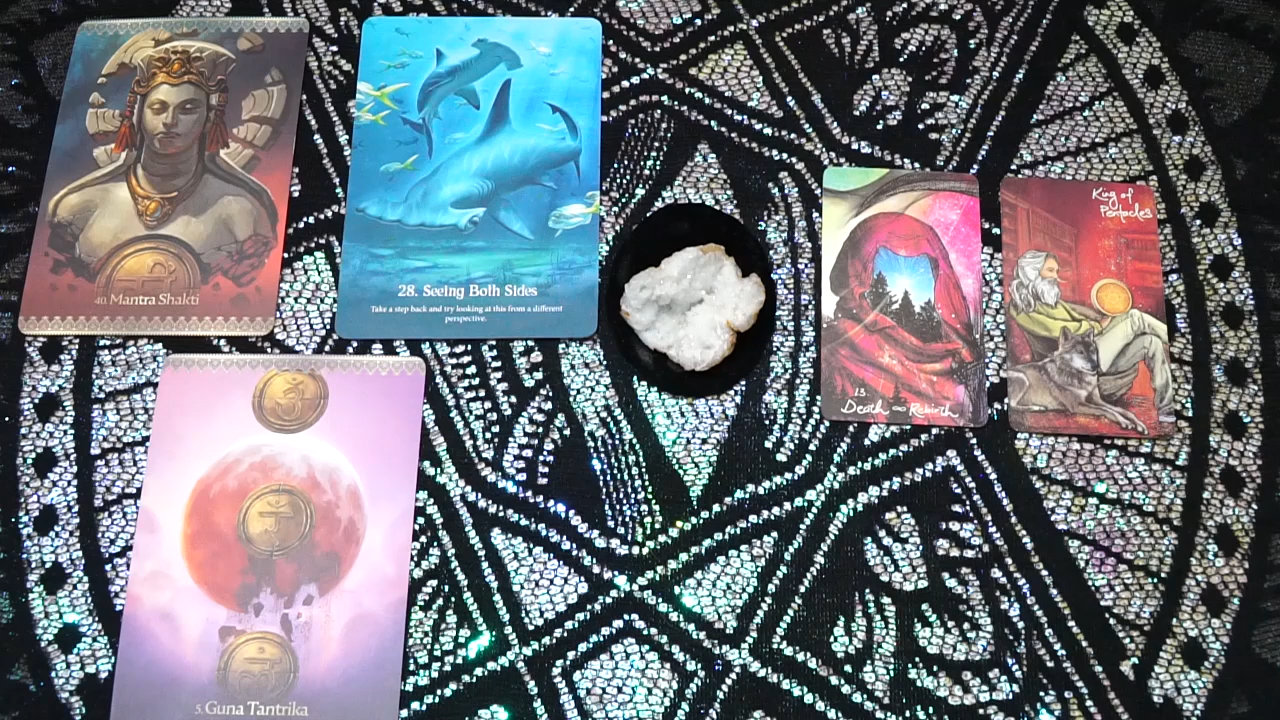 40. Mantra Shakti
28. Seeing Both Sides
Take a step back and try looking at this from a different
perspective.
13.
Death ∞ Rebirth
King of
Pentacles
ॐ
5. Guna Tantrika